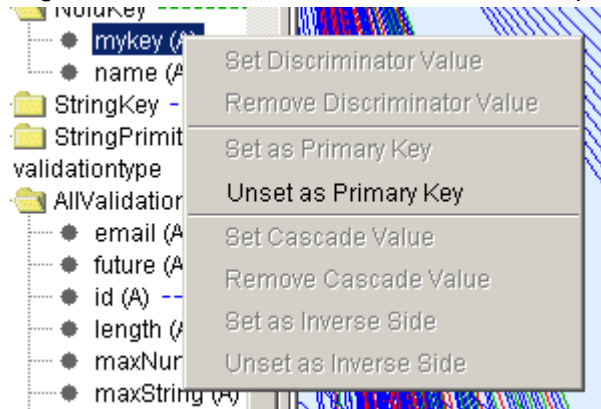 NoIdKey
mykey (A)
name (A
StringKey
StringPrimit
validationtype
AllValidation
email (A
future (A
id (A)
length (A
maxNur
maxString (A)
Set Discriminator Value
Remove Discriminator Value
Set as Primary Key
Unset as Primary Key
Set Cascade Value
Remove Cascade Value
Set as Inverse Side
Unset as Inverse Side